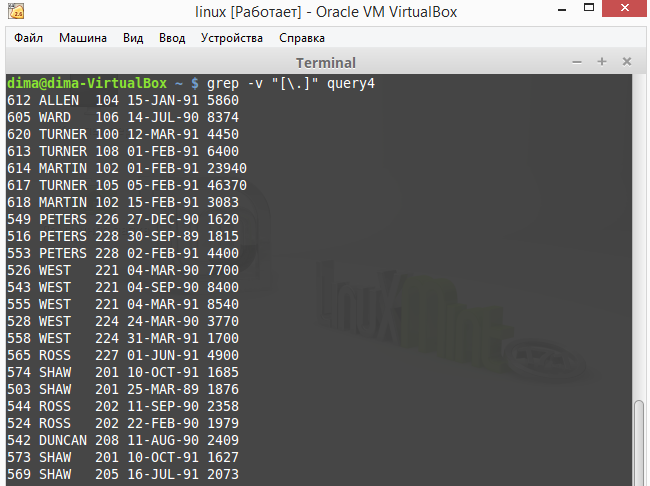 linux [Работает] - Oracle VM VirtualBox
Файл Машина Вид Ввод Устройства Справка
Terminal
dima@dima-VirtualBox ~ $ grep -v "[\.]" query4
612 ALLEN  104 15-JAN-91 5860
605 WARD   106 14-JUL-90 8374
620 TURNER 100 12-MAR-91 4450
613 TURNER 108 01-FEB-91 6400
614 MARTIN 102 01-FEB-91 23940
617 TURNER 105 05-FEB-91 46370
618 MARTIN 102 15-FEB-91 3083
549 PETERS 226 27-DEC-90 1620
516 PETERS 228 30-SEP-89 1815
553 PETERS 228 02-FEB-91 4400
526 WEST   221 04-MAR-90 7700
543 WEST   221 04-SEP-90 8400
555 WEST   221 04-MAR-91 8540
528 WEST   224 24-MAR-90 3770
558 WEST   224 31-MAR-91 1700
565 ROSS   227 01-JUN-91 4900
574 SHAW   201 10-OCT-91 1685
503 SHAW   201 25-MAR-89 1876
544 ROSS   202 11-SEP-90 2358
524 ROSS   202 22-FEB-90 1979
542 DUNCAN 208 11-AUG-90 2409
573 SHAW   201 10-OCT-91 1627
569 SHAW   205 16-JUL-91 2073
linuxMint